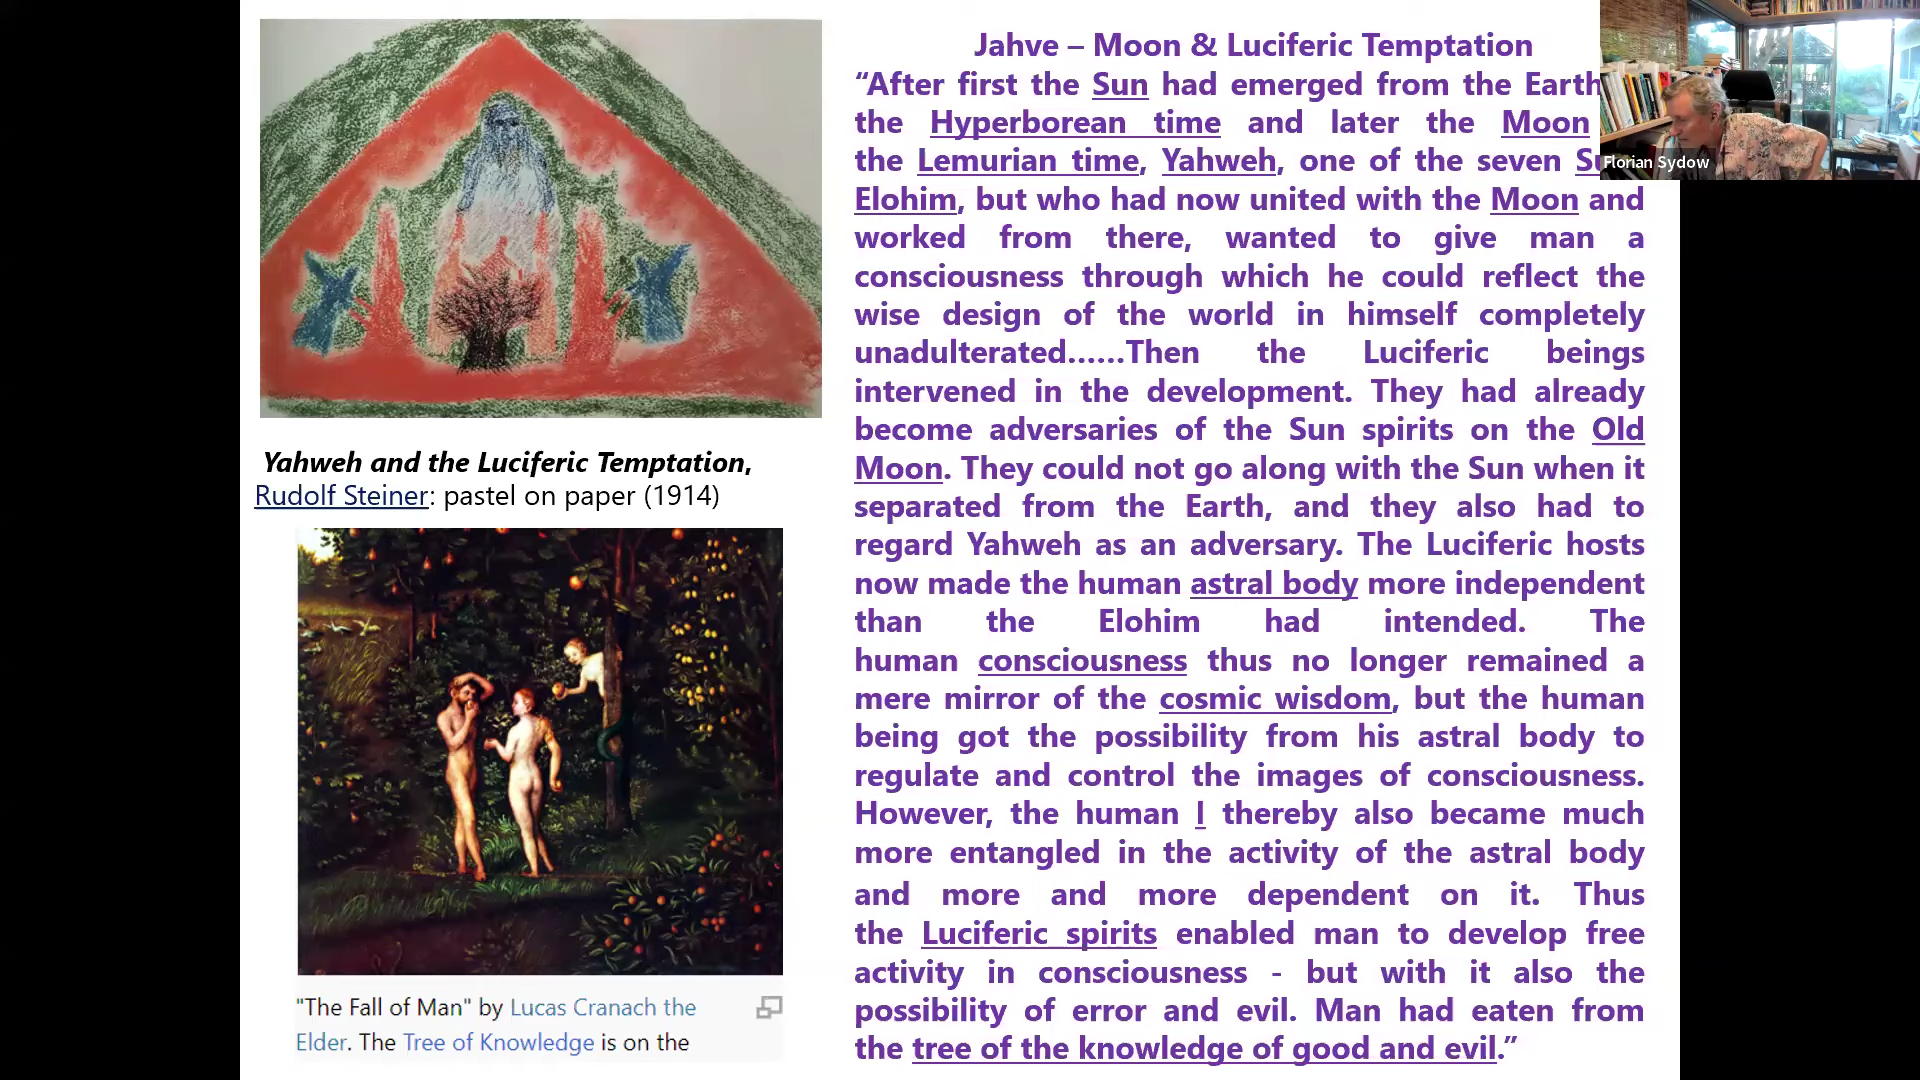 Jahve – Moon & Luciferic Temptation
“After first the Sun had emerged from the Earth
the Hyperborean time and later the Moon
the Lemurian time, Yahweh, one of the seven
Elohim, but who had now united with the Moon and
worked from there, wanted to give man a
consciousness through which he could reflect the
wise design of the world in himself completely
unadulterated......Then the Luciferic beings
intervened in the development. They had already
become adversaries of the Sun spirits on the Old
Moon. They could not go along with the Sun when it
separated from the Earth, and they also had to
regard Yahweh as an adversary. The Luciferic hosts
now made the human astral body more independent
than the Elohim had intended. The
human consciousness thus no longer remained a
mere mirror of the cosmic wisdom, but the human
being got the possibility from his astral body to
regulate and control the images of consciousness.
However, the human I thereby also became much
more entangled in the activity of the astral body
and more and more dependent on it. Thus
the Luciferic spirits enabled man to develop free
activity in consciousness - but with it also the
possibility of error and evil. Man had eaten from
the tree of the knowledge of good and evil.”
Yahweh and the Luciferic Temptation,
Rudolf Steiner: pastel on paper (1914)
"The Fall of Man" by Lucas Cranach the
Elder. The Tree of Knowledge is on the
Florian Sydow